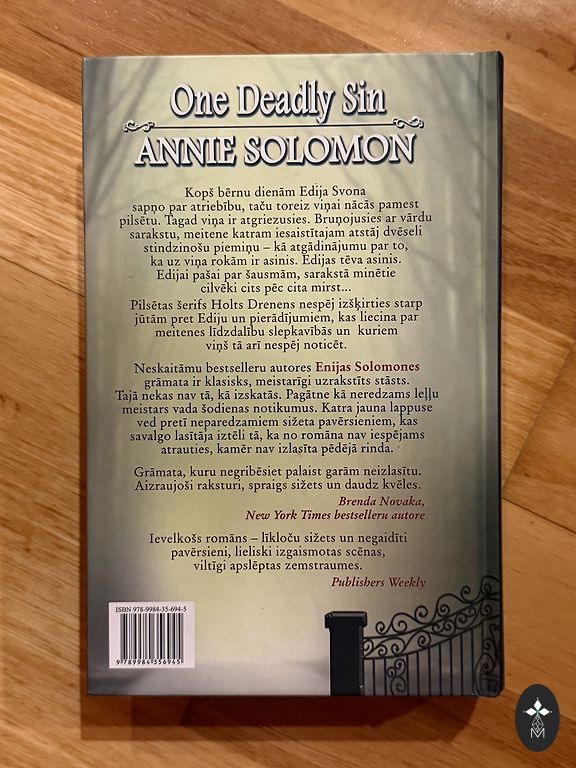 One Deadly Sin
ANNIE SOLOMON
Kopš bērnu dienām Edija Svona
sapņo par atriebību, taču toreiz viņai nācās pamest
pilsētu. Tagad viņa ir atgriezusies. Bruņojusies ar vārdu
sarakstu, meitene katram iesaistītajam atstāj dvēseli
stindzinošu piemiņu – kā atgādinājumu par to,
ka uz viņa rokām ir asinis. Edijas tēva asinis.
Edijai pašai par šausmām, sarakstā minētie
cilvēki cits pēc cita mirst...
Pilsētas šerifs Holts Drenens nespēj izšķirties starp
jūtām pret Ediju un pierādījumiem, kas liecina par
meitenes līdzdalību slepkavībās un kuriem
viņš tā arī nespēj noticēt.
Neskaitāmu bestselleru autores Enijas Solomones
grāmata ir klasisks, meistarīgi uzrakstīts stāsts.
Tajā nekas nav tā, kā izskatās. Pagātne kā neredzams leļļu
meistars vada šodienas notikumus. Katra jauna lappuse
ved pretī neparedzamiem sižeta pavērsieniem, kas
savalgo lasītāja iztēli tā, ka no romāna nav iespējams
atrauties, kamēr nav izlasīta pēdējā rinda.
Grāmata, kuru negribēsiet palaist garām neizlasītu.
Aizraujoši raksturi, spraigs sižets un daudz kvēles.
Brenda Novaka,
New York Times bestselleru autore
Ievelkošs romāns – līkloču sižets un negaidīti
pavērsieni, lieliski izgaismotas scēnas,
viltīgi apslēptas zemstraumes.
Publishers Weekly
ISBN 978-9984-35-694-5
9 789984 356945
M